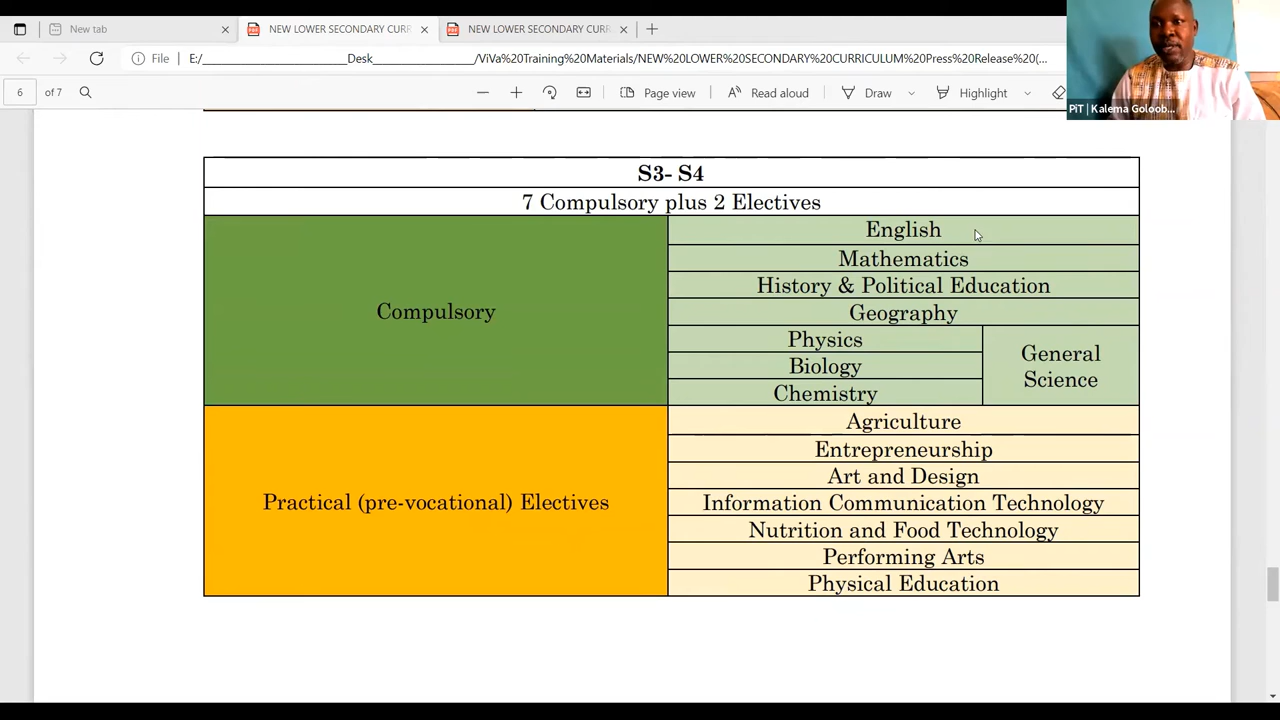 New tab
NEW LOWER SECONDARY CURR
NEW LOWER SECONDARY CURR
File
E:/________________________Desk________________/ViVa%20Training%20Materials/NEW%20LOWER%20SECONDARY%20CURRICULUM%20Press%20Release%20(...
6 of 7
Page view
Read aloud
Draw
Highlight
PiT | Kalema Goloob...
S3- S4
7 Compulsory plus 2 Electives
Compulsory
English
Mathematics
History & Political Education
Geography
Physics
Biology
Chemistry
General
Science
Practical (pre-vocational) Electives
Agriculture
Entrepreneurship
Art and Design
Information Communication Technology
Nutrition and Food Technology
Performing Arts
Physical Education